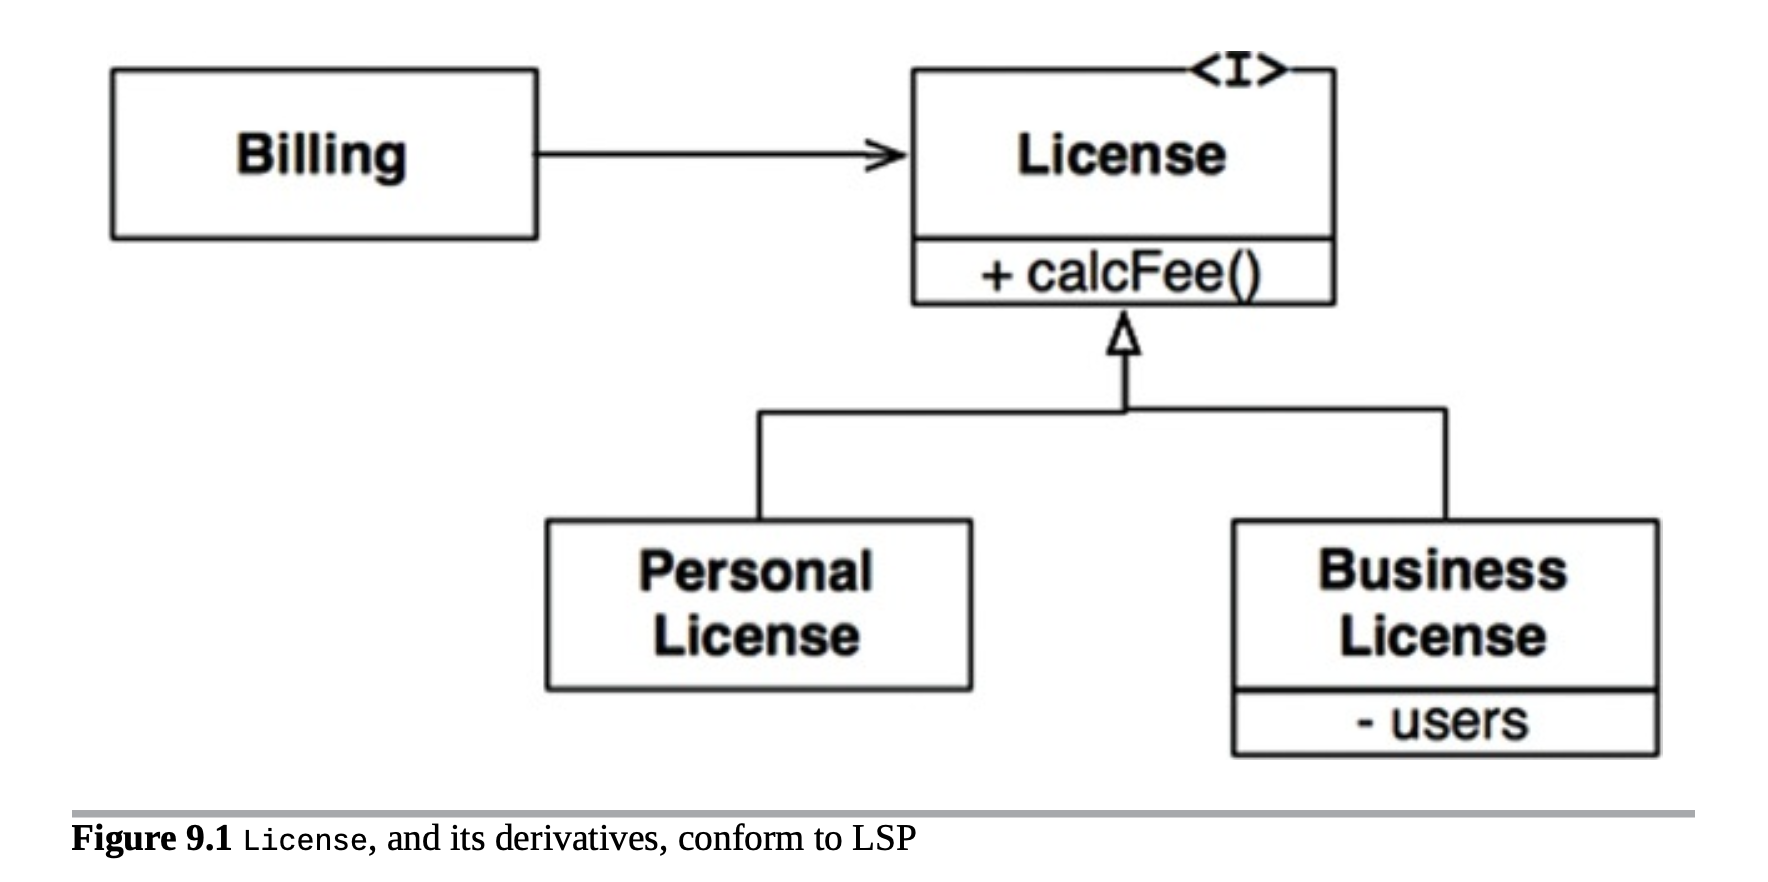 <I>
Billing
License
+ calcFee()
Personal
License
Business
License
- users
Figure 9.1 License, and its derivatives, conform to LSP